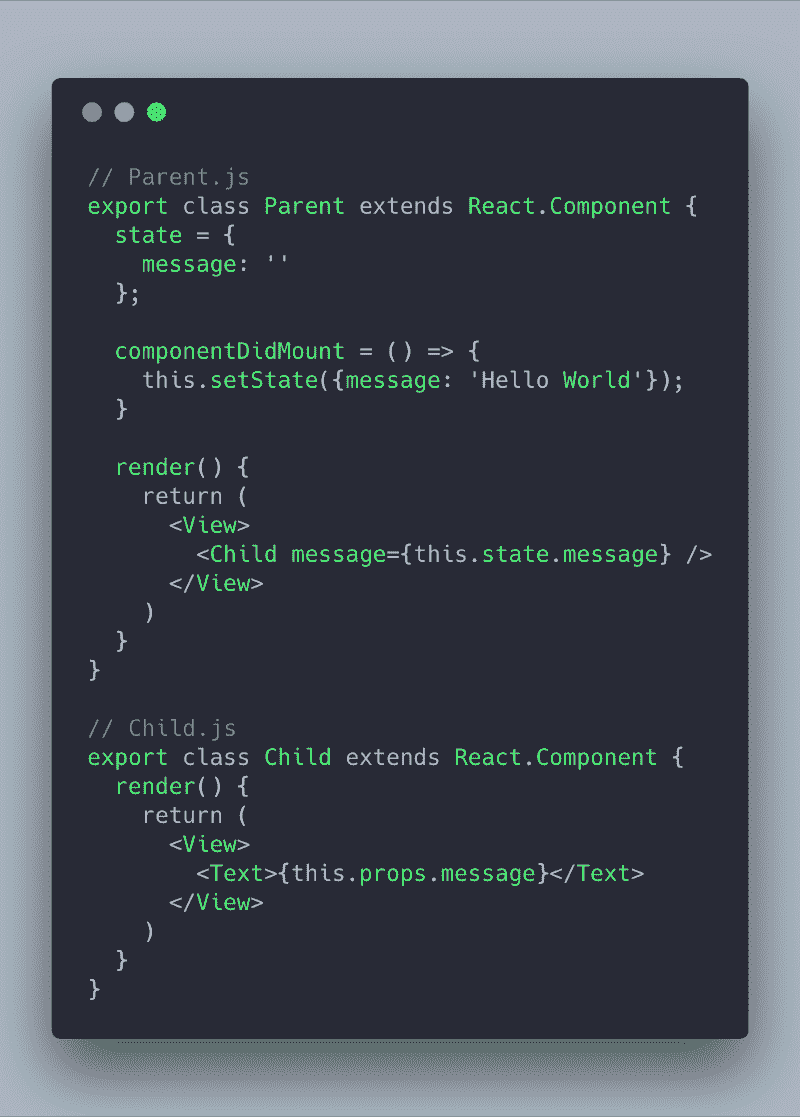 // Parent.js
export class Parent extends React.Component {
  state = {
    message: ''
  };

  componentDidMount = () => {
    this.setState({message: 'Hello World'});
  }

  render() {
    return (
      <View>
        <Child message={this.state.message} />
      </View>
    )
  }
}

// Child.js
export class Child extends React.Component {
  render() {
    return (
      <View>
        <Text>{this.props.message}</Text>
      </View>
    )
  }
}